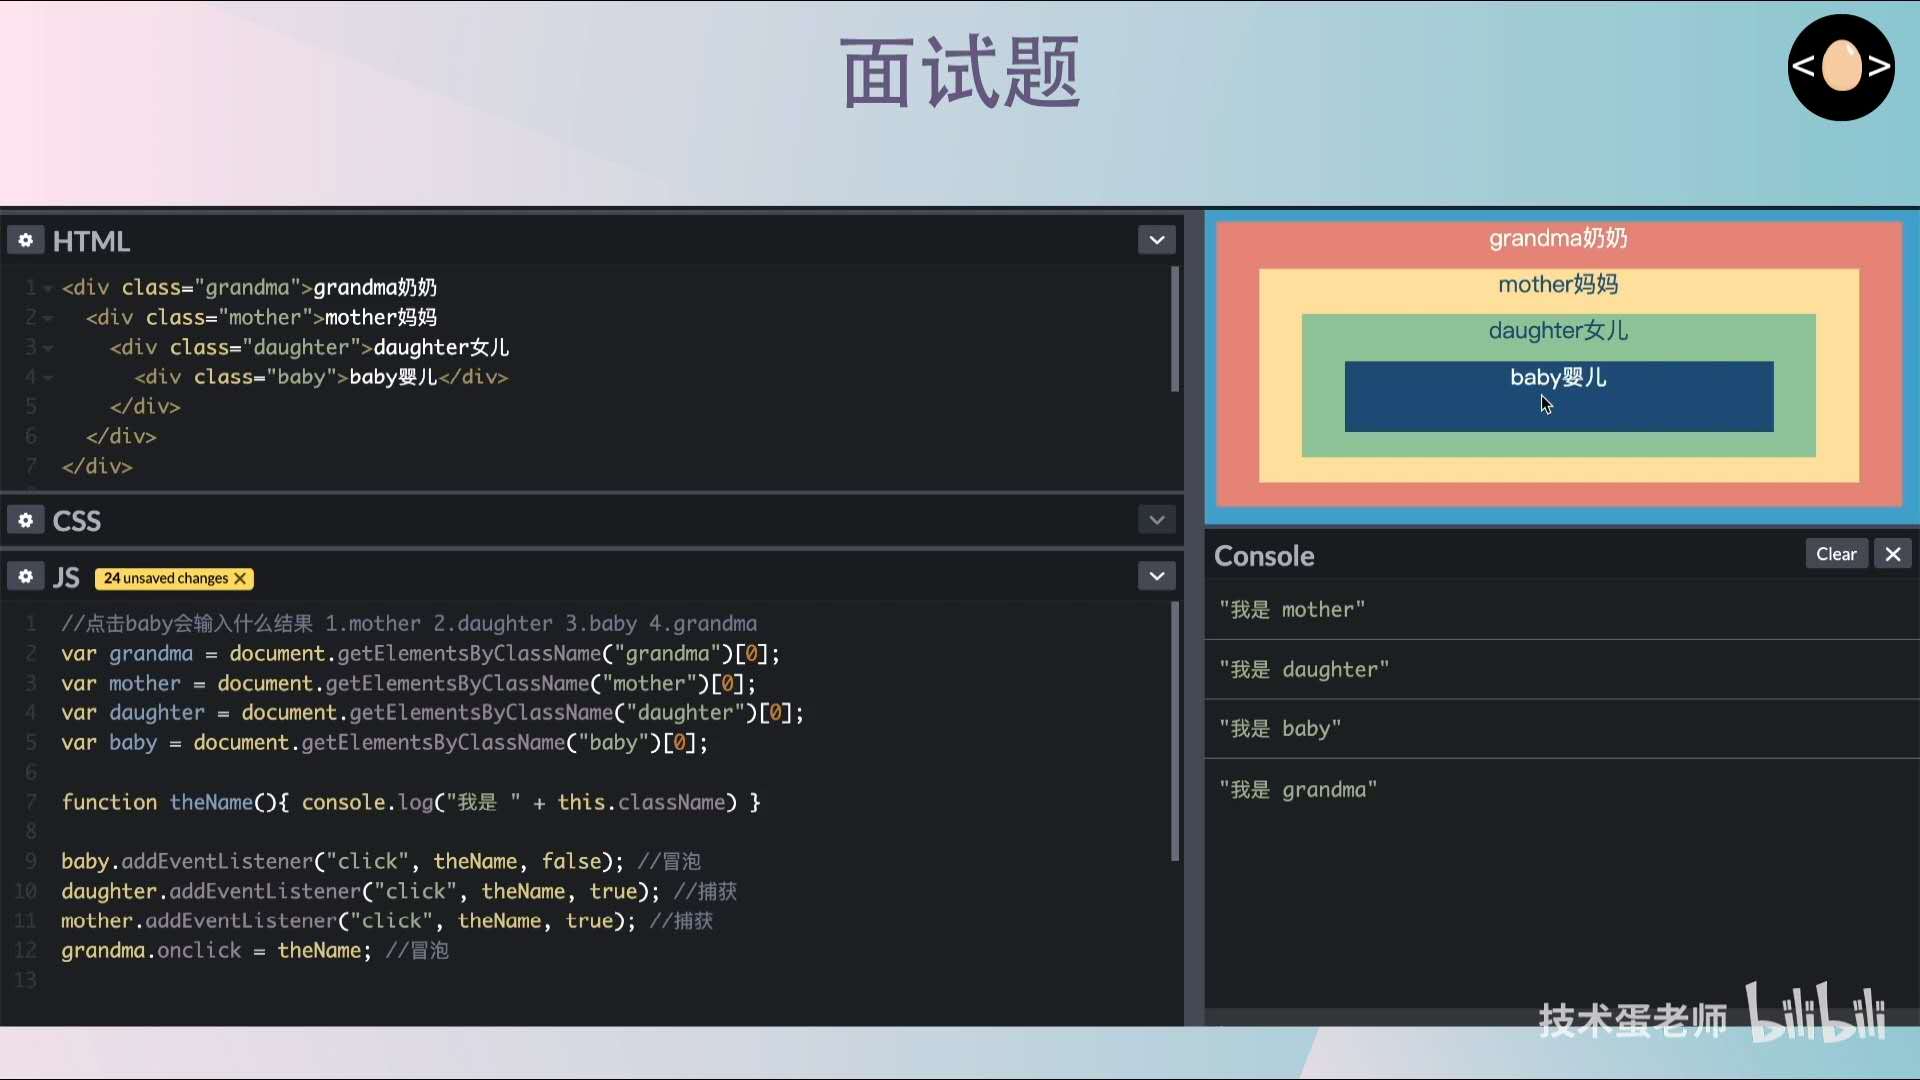 面试题
< >
HTML
1 <div class="grandma">grandma奶奶
2 <div class="mother">mother妈妈
3 <div class="daughter">daughter女儿
4 <div class="baby">baby婴儿</div>
5 </div>
6 </div>
7 </div>
CSS
JS 24 unsaved changes ×
1 //点击baby会输入什么结果 1.mother 2.daughter 3.baby 4.grandma
2 var grandma = document.getElementsByClassName("grandma")[0];
3 var mother = document.getElementsByClassName("mother")[0];
4 var daughter = document.getElementsByClassName("daughter")[0];
5 var baby = document.getElementsByClassName("baby")[0];
6
7 function theName(){ console.log("我是 " + this.className) }
8
9 baby.addEventListener("click", theName, false); //冒泡
10 daughter.addEventListener("click", theName, true); //捕获
11 mother.addEventListener("click", theName, true); //捕获
12 grandma.onclick = theName; //冒泡
13
grandma奶奶
mother妈妈
daughter女儿
baby婴儿
Console
Clear ×
"我是 mother"
"我是 daughter"
"我是 baby"
"我是 grandma"
技术蛋老师 bilibili